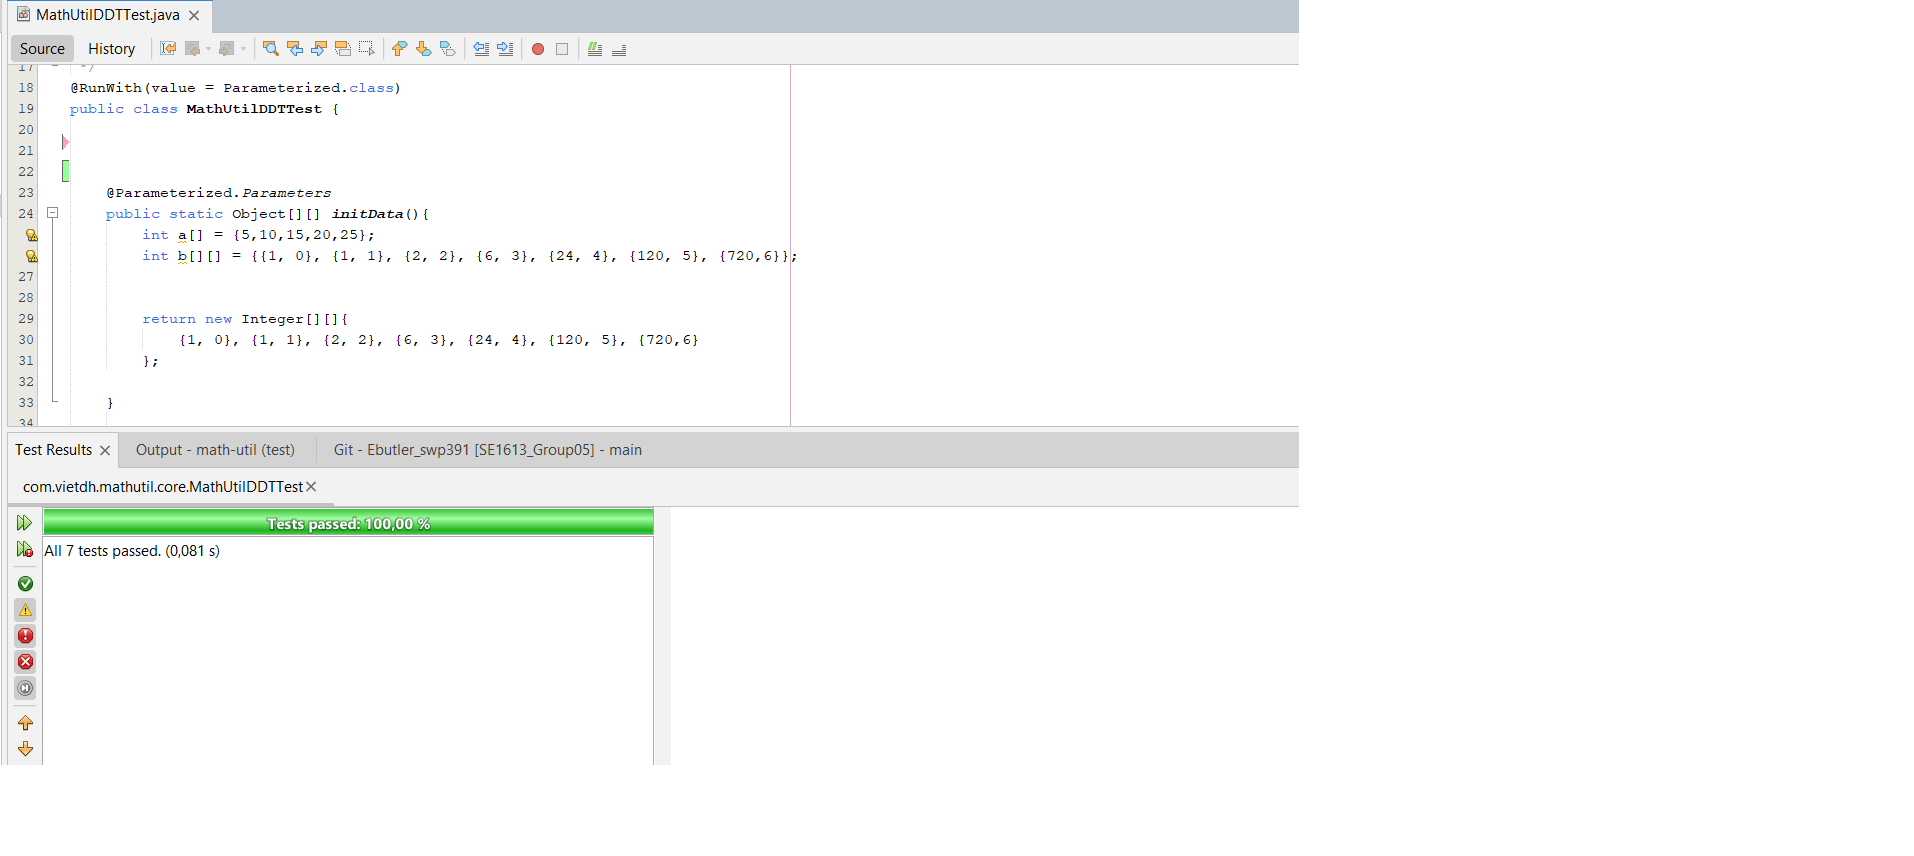 MathUtilDDTTest.java
Source History
17 */
18 @RunWith(value = Parameterized.class)
19 public class MathUtilDDTTest {
20
21
22
23 @Parameterized.Parameters
24 public static Object[][] initData(){
int a[] = {5,10,15,20,25};
int b[][] = {{1, 0}, {1, 1}, {2, 2}, {6, 3}, {24, 4}, {120, 5}, {720,6}};
27
28
29 return new Integer[][]{
30 {1, 0}, {1, 1}, {2, 2}, {6, 3}, {24, 4}, {120, 5}, {720,6}
31 };
32
33 }
34
Test Results Output - math-util (test) Git - Ebutler_swp391 [SE1613_Group05] - main
com.vietdh.mathutil.core.MathUtilDDTTest
Tests passed: 100,00 %
All 7 tests passed. (0,081 s)